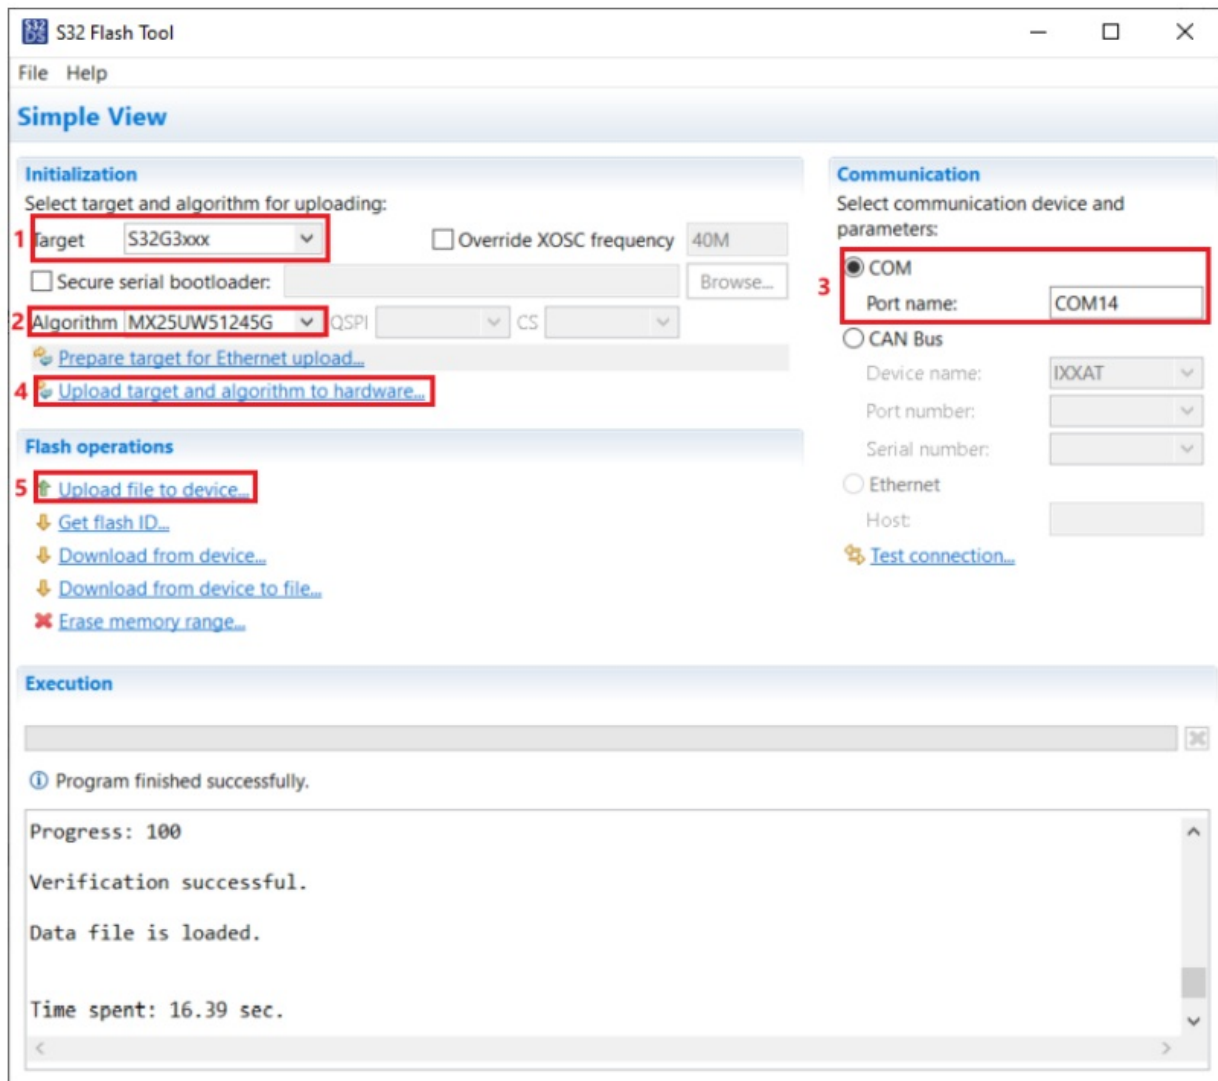 S32 Flash Tool
File Help
Simple View
Initialization
Select target and algorithm for uploading:
1 Target S32G3xxx Override XOSC frequency 40M
Secure serial bootloader: Browse...
2 Algorithm MX25UW51245G QSPI CS
Prepare target for Ethernet upload...
4 Upload target and algorithm to hardware...
Flash operations
5 Upload file to device...
Get flash ID...
Download from device...
Download from device to file...
Erase memory range...
Communication
Select communication device and
parameters:
3 COM
Port name: COM14
CAN Bus
Device name: IXXAT
Port number:
Serial number:
Ethernet
Host:
Test connection...
Execution
Program finished successfully.
Progress: 100
Verification successful.
Data file is loaded.
Time spent: 16.39 sec.